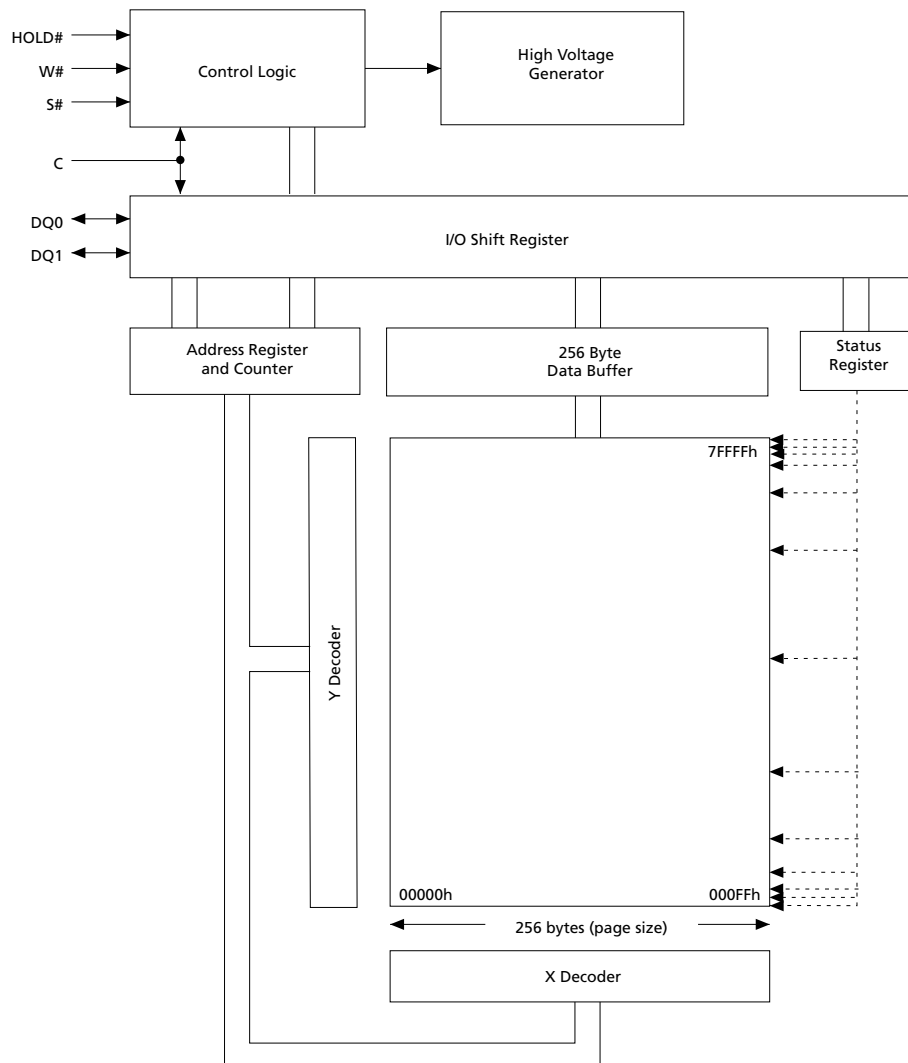 HOLD#
W#
S#
C
Control Logic
High Voltage
Generator
DQ0
DQ1
I/O Shift Register
Address Register
and Counter
256 Byte
Data Buffer
Status
Register
7FFFFh
Y Decoder
00000h
000FFh
256 bytes (page size)
X Decoder